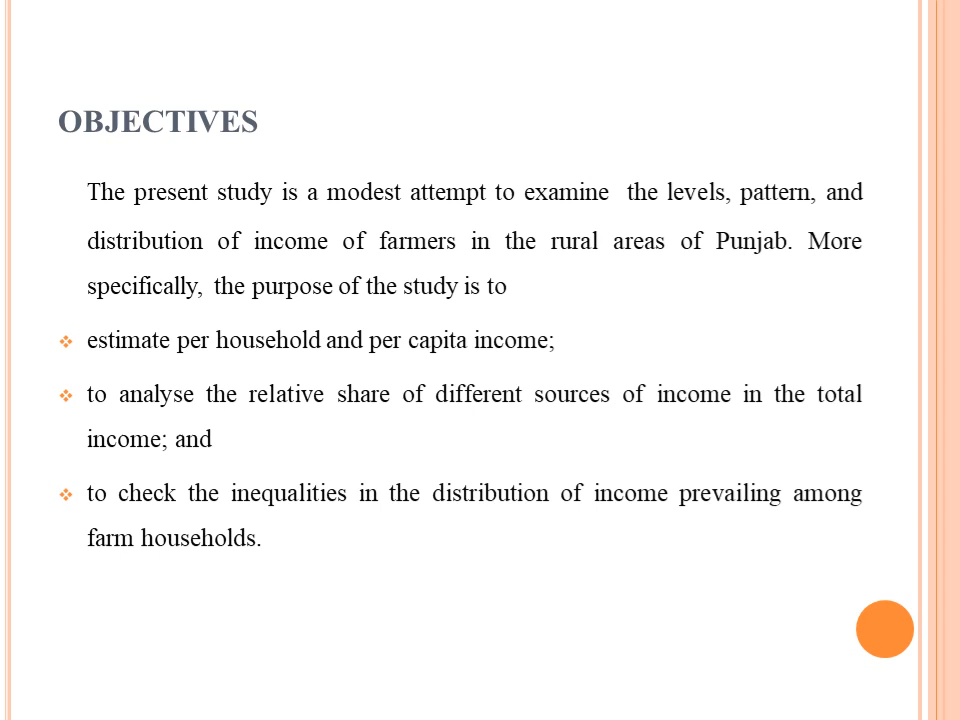 OBJECTIVES
The present study is a modest attempt to examine the levels, pattern, and
distribution of income of farmers in the rural areas of Punjab. More
specifically, the purpose of the study is to
❖ estimate per household and per capita income;
❖ to analyse the relative share of different sources of income in the total
income; and
❖ to check the inequalities in the distribution of income prevailing among
farm households.